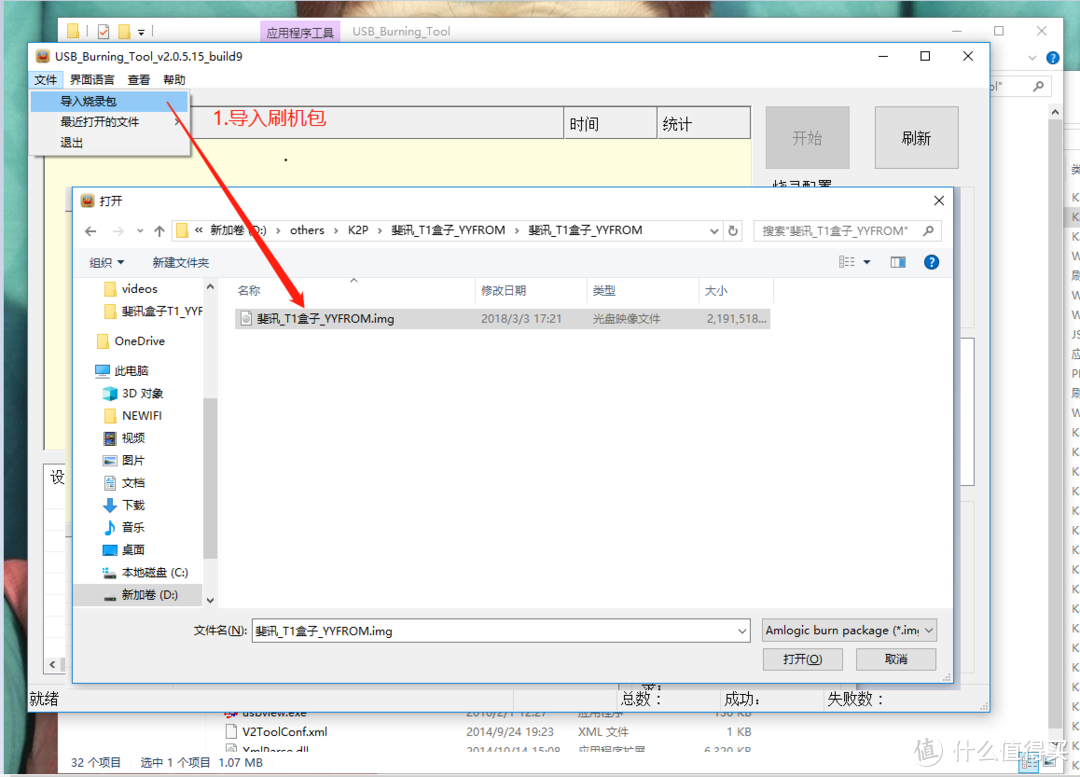 应用程序工具 USB_Burning_Tool
USB_Burning_Tool_v2.0.5.15_build9
文件 界面语言 查看 帮助
导入烧录包
最近打开的文件
退出
1.导入刷机包
时间 统计
开始 刷新
烧录配置
打开
« 新加卷 (D:) › others › K2P › 斐讯_T1盒子_YYFROM › 斐讯_T1盒子_YYFROM
搜索"斐讯_T1盒子_YYFROM"
组织 新建文件夹
名称 修改日期 类型 大小
videos
斐讯盒子T1_YYF
OneDrive
此电脑
3D 对象
NEWIFI
视频
图片
文档
下载
音乐
桌面
本地磁盘 (C:)
新加卷 (D:)
斐讯_T1盒子_YYFROM.img 2018/3/3 17:21 光盘映像文件 2,191,518...
设
文件名(N): 斐讯_T1盒子_YYFROM.img Amlogic burn package (*.im
打开(O) 取消
就绪 总数： 成功： 失败数：
usbview.exe
V2ToolConf.xml 2014/9/24 19:23 XML 文件 1 KB
XmlParse.dll 2014/10/14 15:08 应用程序扩展 6,320 KB
32 个项目 选中 1 个项目 1.07 MB
值 什么值得买